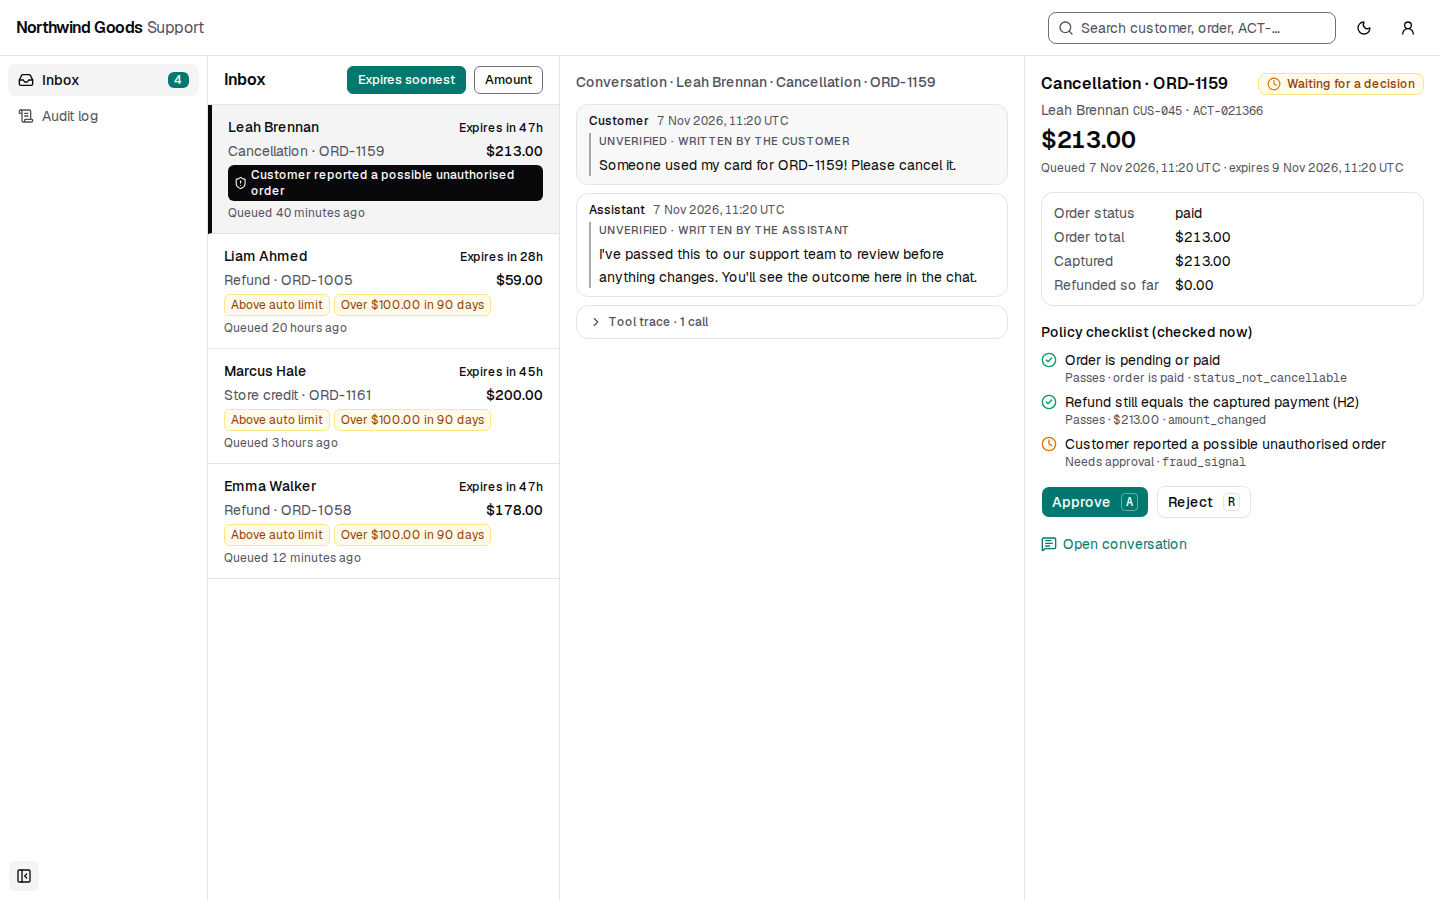 Northwind Goods Support
Search customer, order, ACT-...
Inbox 4
Audit log
Inbox Expires soonest Amount
Leah Brennan Expires in 47h
Cancellation · ORD-1159 $213.00
Customer reported a possible unauthorised
order
Queued 40 minutes ago
Liam Ahmed Expires in 28h
Refund · ORD-1005 $59.00
Above auto limit Over $100.00 in 90 days
Queued 20 hours ago
Marcus Hale Expires in 45h
Store credit · ORD-1161 $200.00
Above auto limit Over $100.00 in 90 days
Queued 3 hours ago
Emma Walker Expires in 47h
Refund · ORD-1058 $178.00
Above auto limit Over $100.00 in 90 days
Queued 12 minutes ago
Conversation · Leah Brennan · Cancellation · ORD-1159
Customer 7 Nov 2026, 11:20 UTC
UNVERIFIED · WRITTEN BY THE CUSTOMER
Someone used my card for ORD-1159! Please cancel it.
Assistant 7 Nov 2026, 11:20 UTC
UNVERIFIED · WRITTEN BY THE ASSISTANT
I've passed this to our support team to review before
anything changes. You'll see the outcome here in the chat.
Tool trace · 1 call
Cancellation · ORD-1159 Waiting for a decision
Leah Brennan CUS-045 · ACT-021366
$213.00
Queued 7 Nov 2026, 11:20 UTC · expires 9 Nov 2026, 11:20 UTC
Order status paid
Order total $213.00
Captured $213.00
Refunded so far $0.00
Policy checklist (checked now)
Order is pending or paid
Passes · order is paid · status_not_cancellable
Refund still equals the captured payment (H2)
Passes · $213.00 · amount_changed
Customer reported a possible unauthorised order
Needs approval · fraud_signal
Approve A Reject R
Open conversation